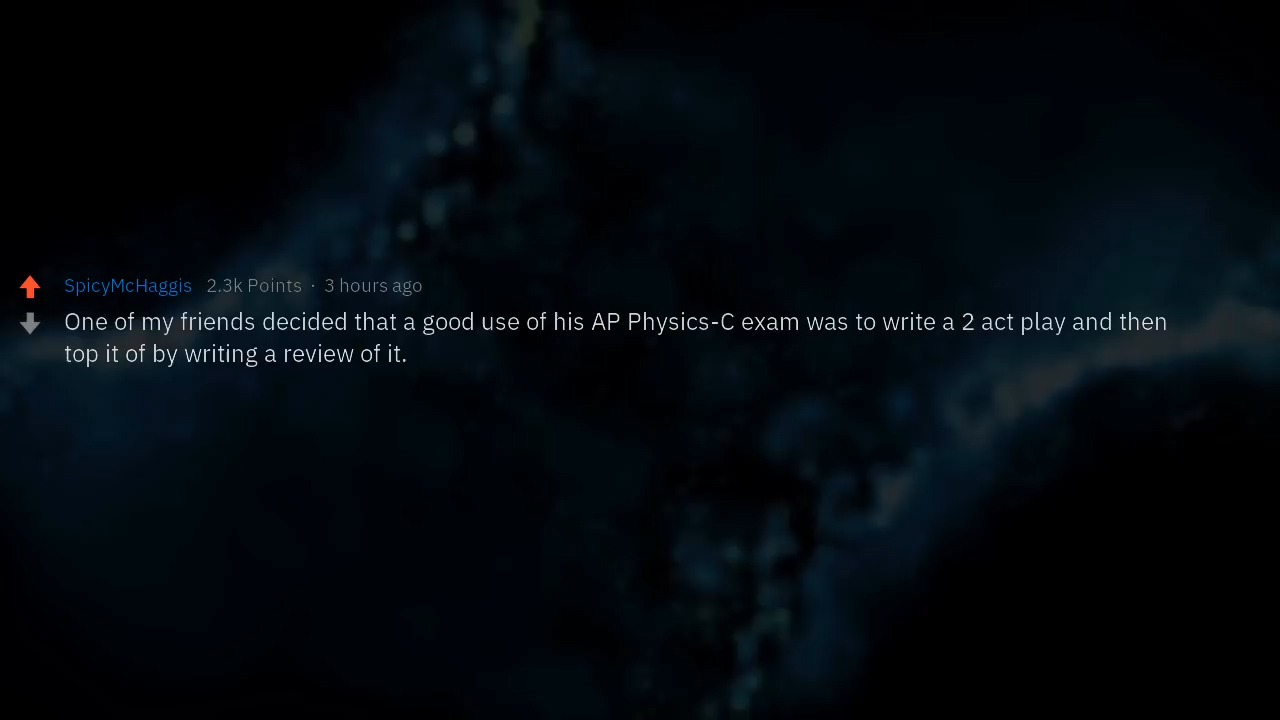 SpicyMcHaggis 2.3k Points · 3 hours ago
One of my friends decided that a good use of his AP Physics-C exam was to write a 2 act play and then
top it of by writing a review of it.